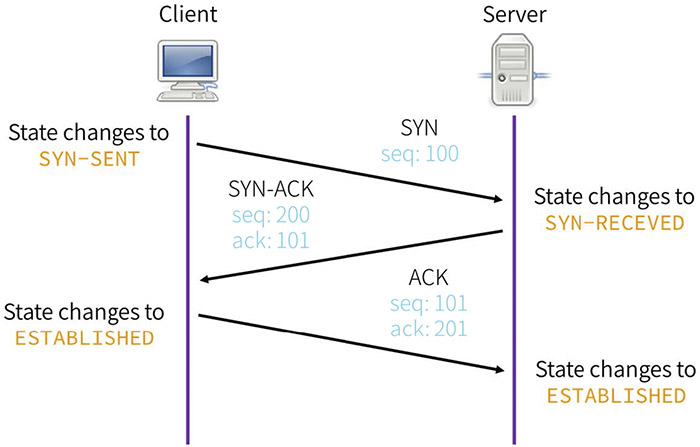 Client
Server
State changes to
SYN-SENT
SYN
seq: 100
SYN-ACK
seq: 200
ack: 101
State changes to
SYN-RECEVED
ACK
seq: 101
ack: 201
State changes to
ESTABLISHED
State changes to
ESTABLISHED